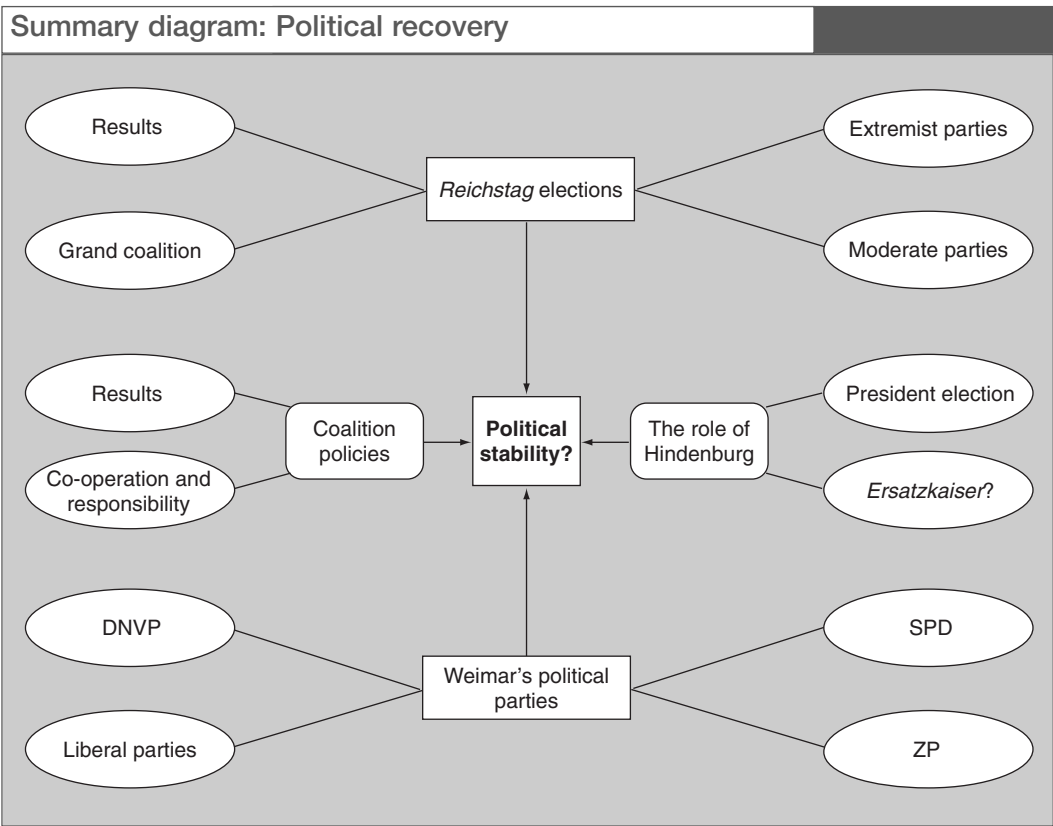 Summary diagram: Political recovery
Results
Extremist parties
Reichstag elections
Grand coalition
Moderate parties
Results
President election
Coalition
policies
Political
stability?
The role of
Hindenburg
Co-operation and
responsibility
Ersatzkaiser?
DNVP
SPD
Weimar's political
parties
Liberal parties
ZP